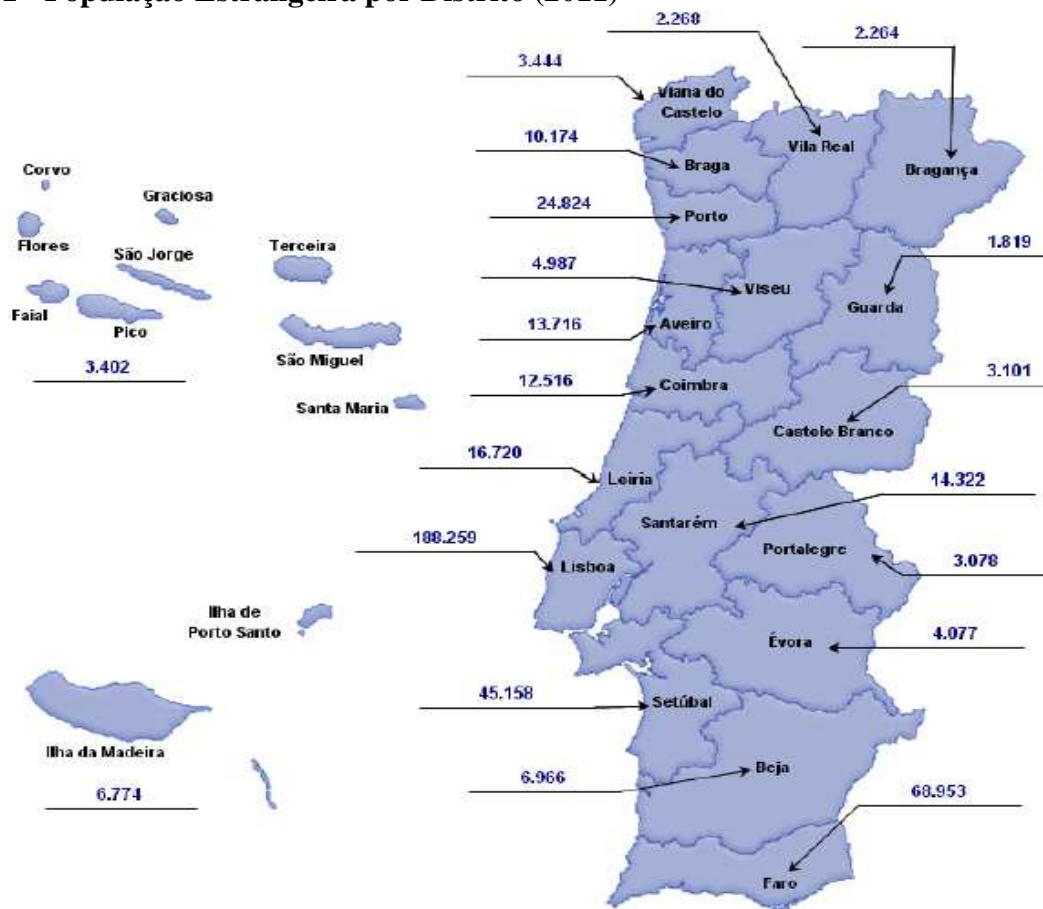 População Estrangeira por Distrito
2.268
2.264
3.444
Viana do
Castelo
Vila Real
Bragança
10.174
Braga
Corvo
Graciosa
24.824
Porto
Flores
São Jorge
Terceira
4.987
Viseu
1.819
Guarda
Faial
Pico
13.716
Aveiro
São Miguel
3.402
12.516
Coimbra
3.101
Santa Maria
Castelo Branco
16.720
Leiria
14.322
Santarém
188.259
Lisboa
Portalegre
3.078
Ilha de
Porto Santo
Évora
4.077
45.158
Setúbal
Ilha da Madeira
6.774
6.966
Beja
68.953
Faro